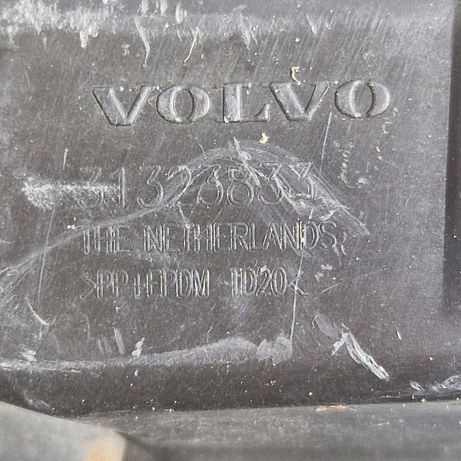 VOLVO
31323833
THE NETHERLANDS
>PP+EPDM TD20<